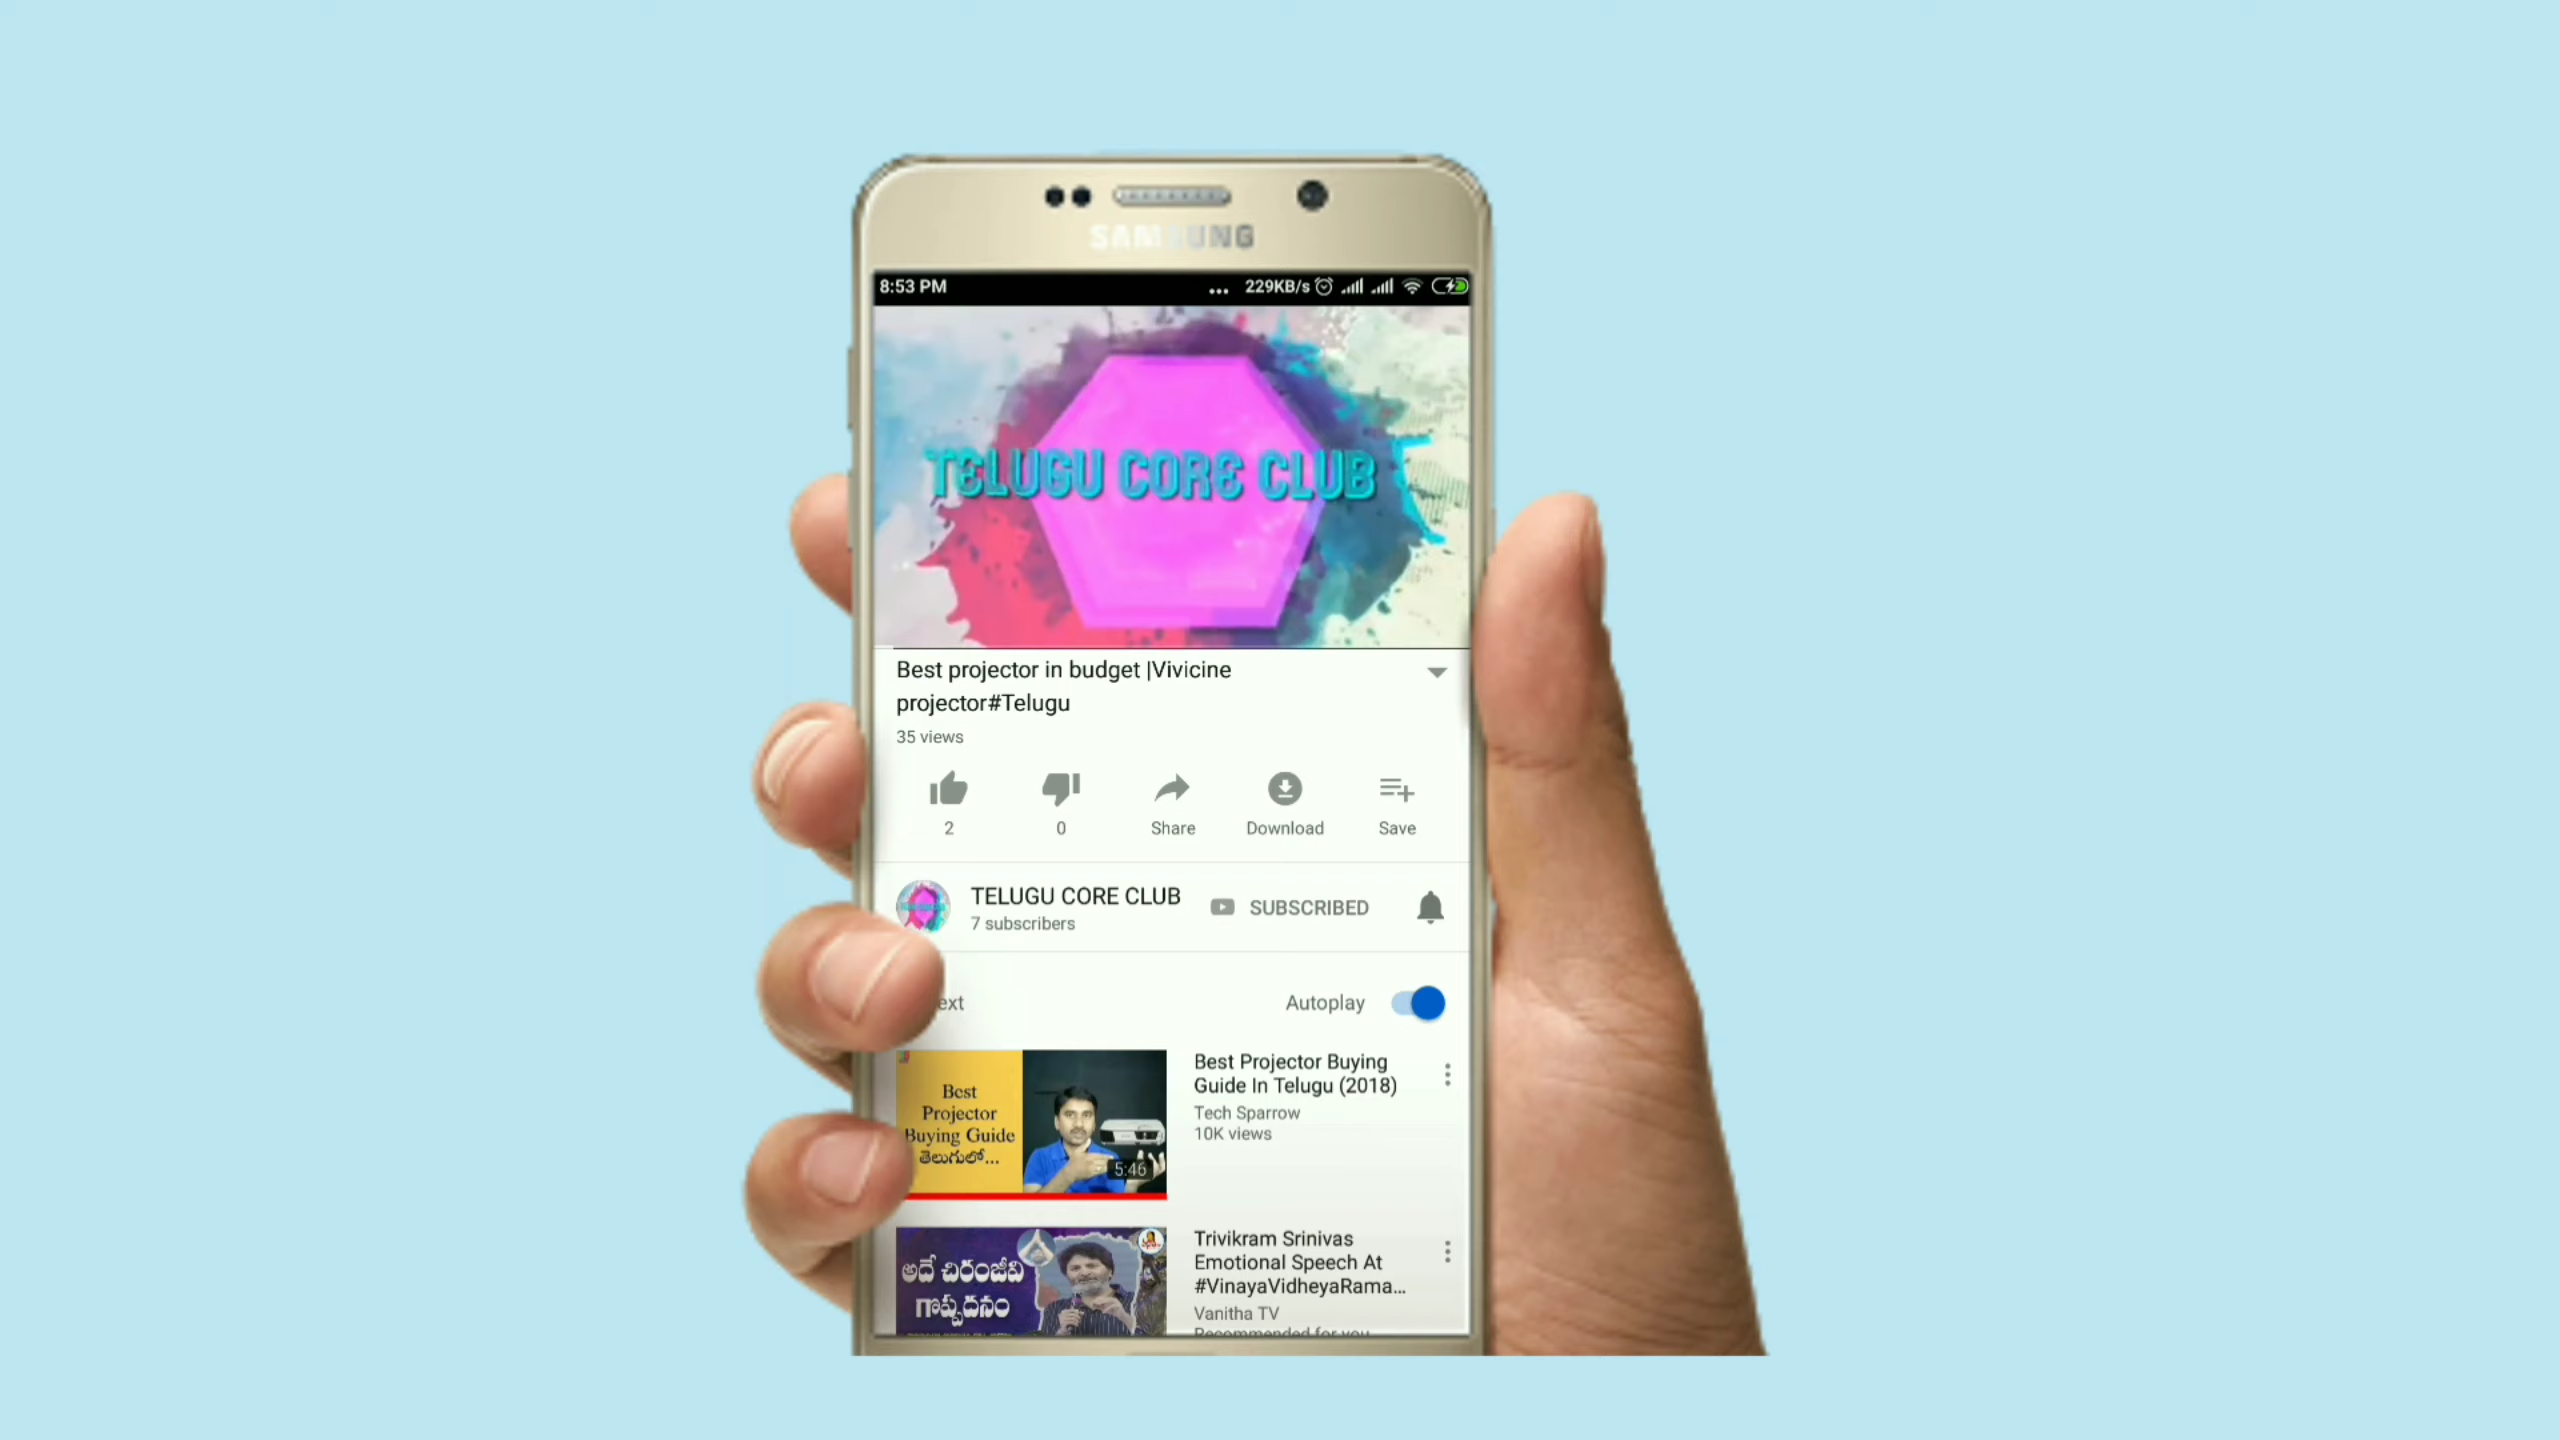 SAMSUNG
8:53 PM ... 229KB/s
TELUGU CORE CLUB
Best projector in budget |Vivicine
projector#Telugu
35 views
2 0 Share Download Save
TELUGU CORE CLUB
7 subscribers
SUBSCRIBED
ext Autoplay
Best
Projector
Buying Guide
తెలుగులో...
5:46
Best Projector Buying
Guide In Telugu (2018)
Tech Sparrow
10K views
అదే చిరంజీవి
గొప్పదనం
Trivikram Srinivas
Emotional Speech At
#VinayaVidheyaRama...
Vanitha TV
Recommended for you